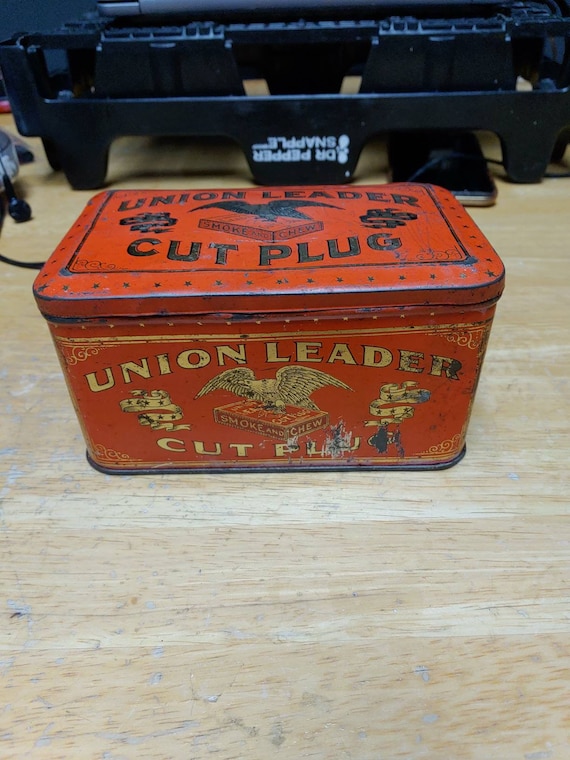 DR PEPPER
SNAPPLE
UNION LEADER
SMOKE AND CHEW
CUT PLUG
UNION LEADER
SMOKE AND CHEW
CUT PLUG